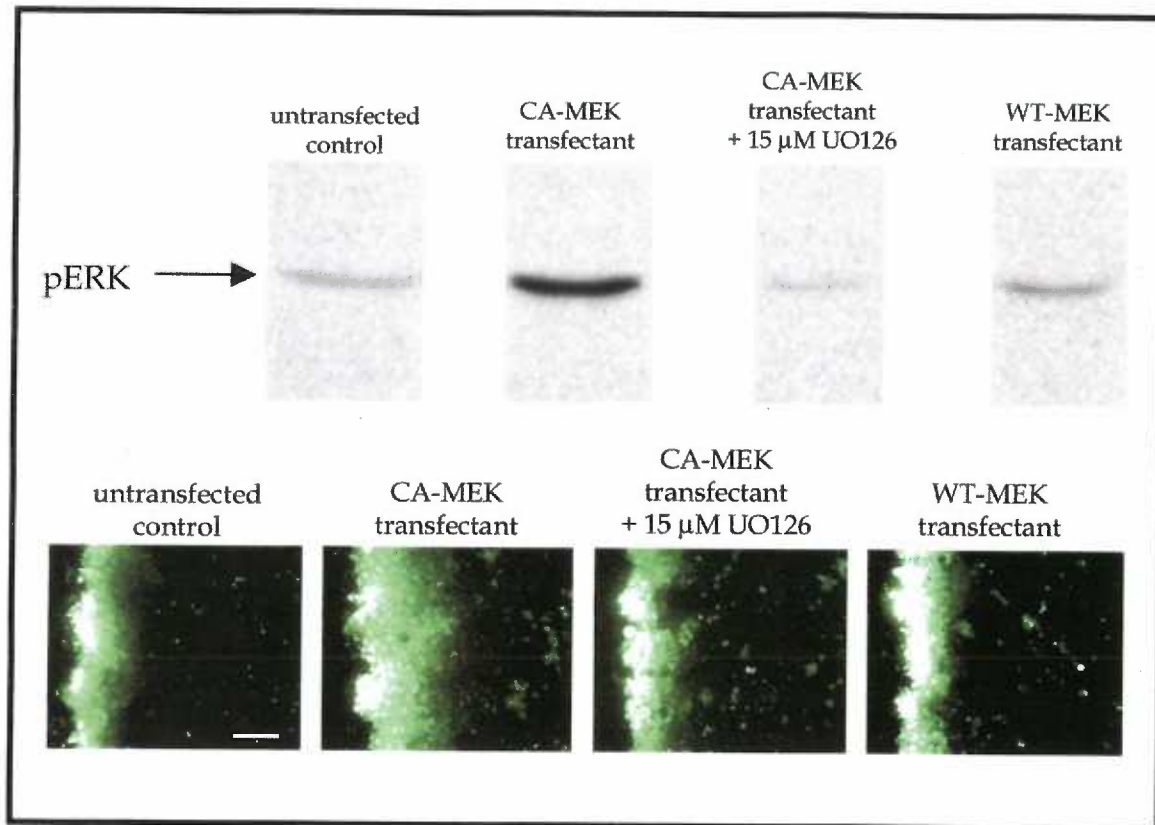 untransfected
control
CA-MEK
transfectant
CA-MEK
transfectant
+ 15 µM UO126
WT-MEK
transfectant
pERK
untransfected
control
CA-MEK
transfectant
CA-MEK
transfectant
+ 15 µM UO126
WT-MEK
transfectant